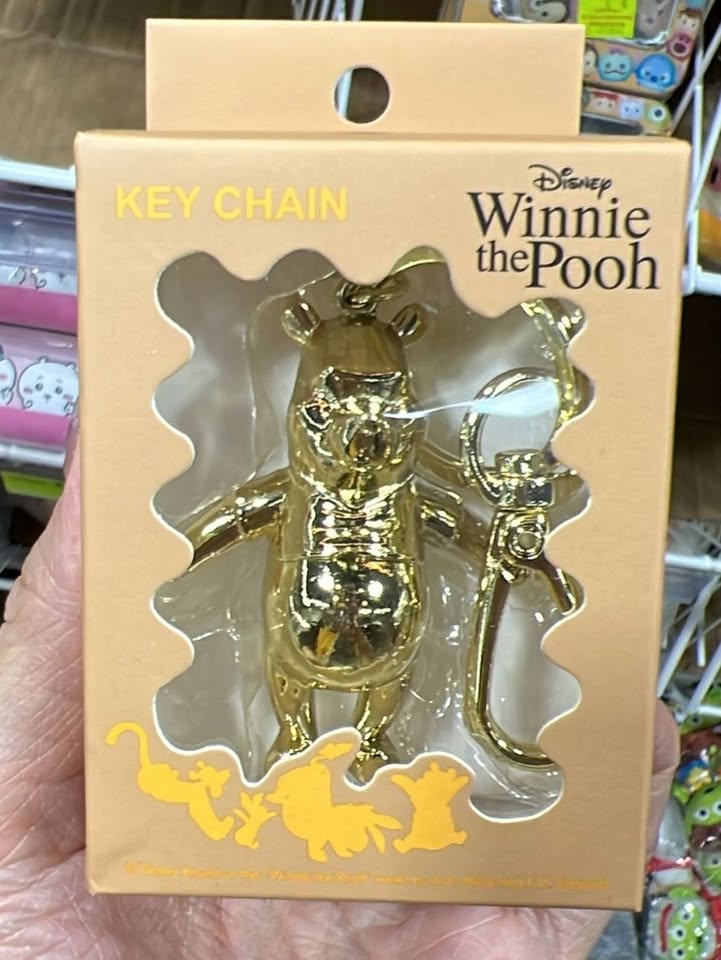 KEY CHAIN
Disney
Winnie
the Pooh